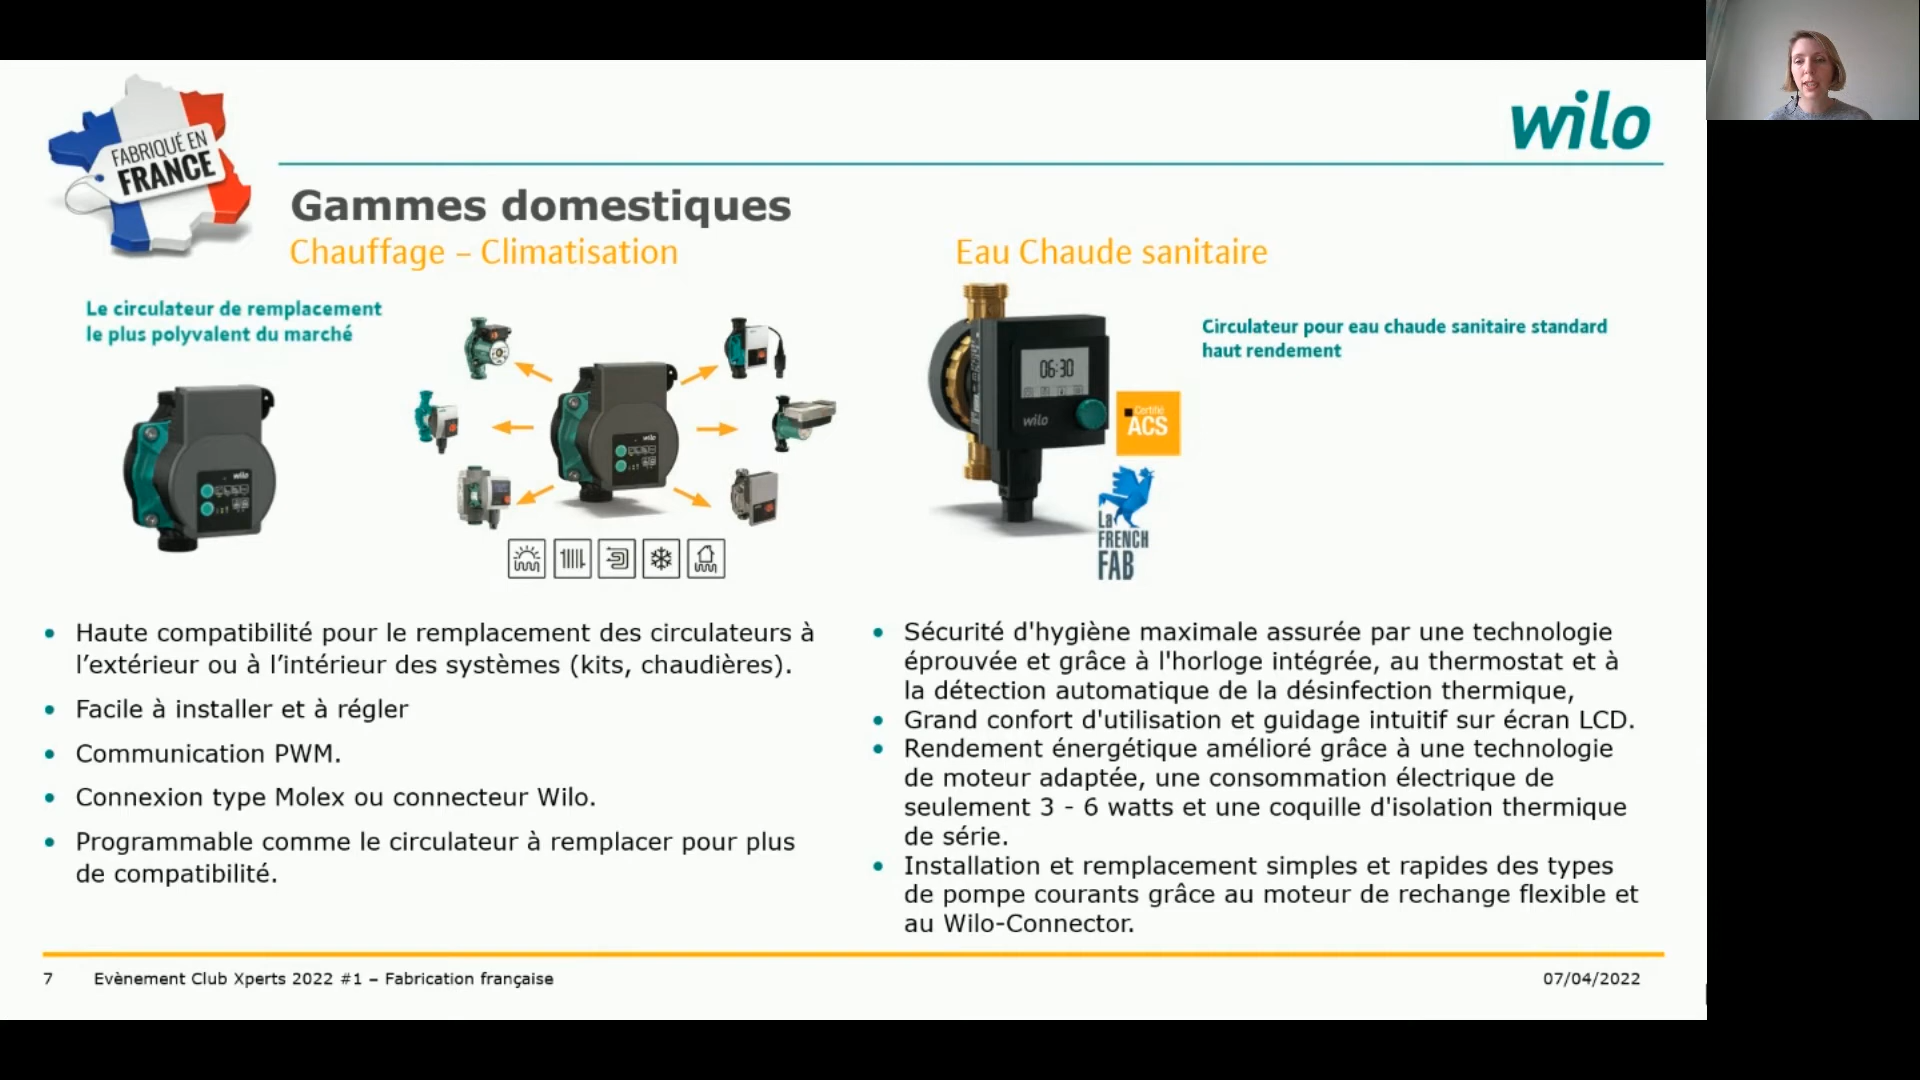 FABRIQUÉ EN
FRANCE
wilo
Gammes domestiques
Chauffage – Climatisation
Eau Chaude sanitaire
Le circulateur de remplacement
le plus polyvalent du marché
Circulateur pour eau chaude sanitaire standard
haut rendement
06:30
wilo
wilo
wilo
Certifié
ACS
La
FRENCH
FAB
• Haute compatibilité pour le remplacement des circulateurs à
l’extérieur ou à l’intérieur des systèmes (kits, chaudières).
• Facile à installer et à régler
• Communication PWM.
• Connexion type Molex ou connecteur Wilo.
• Programmable comme le circulateur à remplacer pour plus
de compatibilité.
• Sécurité d'hygiène maximale assurée par une technologie
éprouvée et grâce à l'horloge intégrée, au thermostat et à
la détection automatique de la désinfection thermique,
• Grand confort d'utilisation et guidage intuitif sur écran LCD.
• Rendement énergétique amélioré grâce à une technologie
de moteur adaptée, une consommation électrique de
seulement 3 - 6 watts et une coquille d'isolation thermique
de série.
• Installation et remplacement simples et rapides des types
de pompe courants grâce au moteur de rechange flexible et
au Wilo-Connector.
7 Evènement Club Xperts 2022 #1 – Fabrication française
07/04/2022